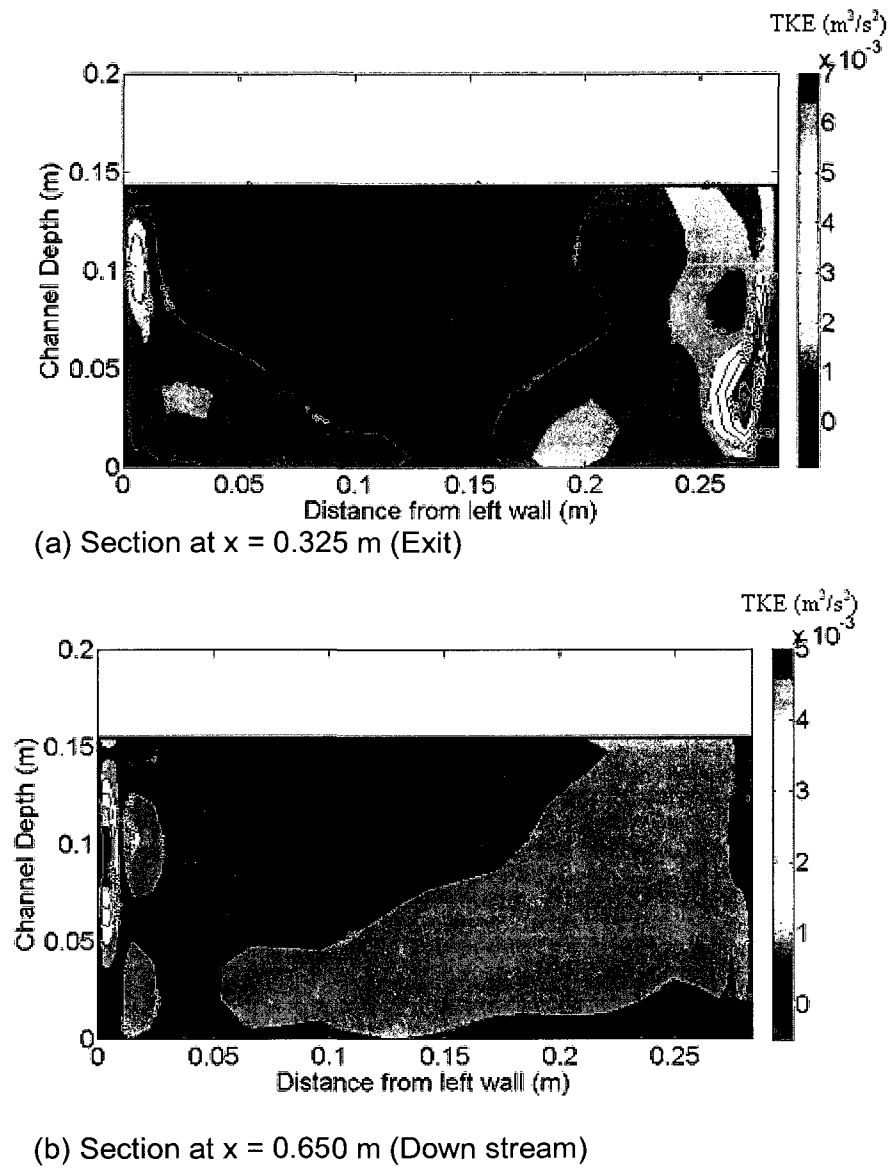 TKE (m²/s²)
x 10⁻³
0.2
0.15
0.1
0.05
0
Channel Depth (m)
0 0.05 0.1 0.15 0.2 0.25
Distance from left wall (m)
7
6
5
4
3
2
1
0
(a) Section at x = 0.325 m (Exit)
TKE (m²/s²)
x 10⁻³
0.2
0.15
0.1
0.05
0
Channel Depth (m)
0 0.05 0.1 0.15 0.2 0.25
Distance from left wall (m)
5
4
3
2
1
0
(b) Section at x = 0.650 m (Down stream)